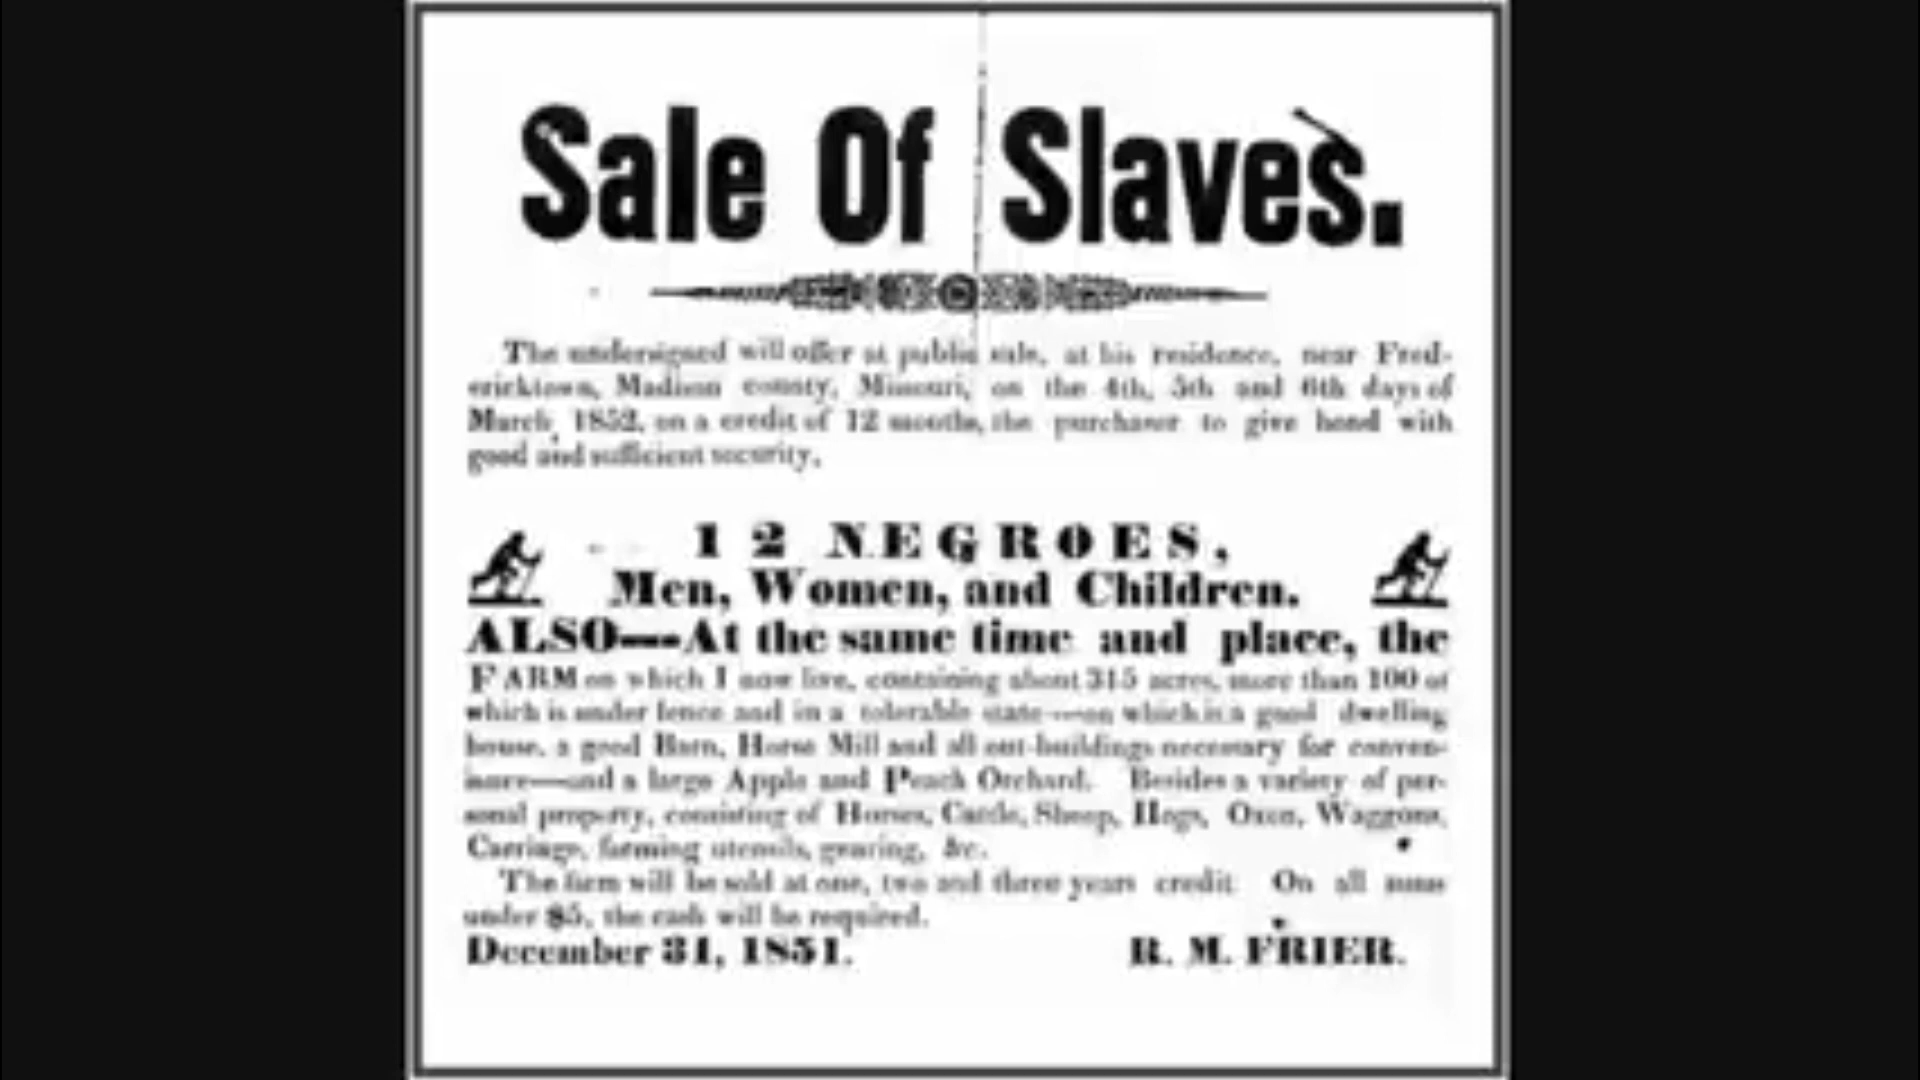 Sale Of Slaves.
The undersigned will offer at public sale, at his residence, near Fred-
ericktown, Madison county, Missouri, on the 4th, 5th and 6th days of
March, 1852, on a credit of 12 months, the purchaser to give bond with
good and sufficient security,
12 NEGROES,
Men, Women, and Children.
ALSO---At the same time and place, the
FARM on which I now live, containing about 315 acres, more than 100 of
which is under fence and in a tolerable state----on which is a good dwelling
house, a good Barn, Horse Mill and all out-buildings necessary for conven-
ience----and a large Apple and Peach Orchard. Besides a variety of per-
sonal property, consisting of Horses, Cattle, Sheep, Hogs, Oxen, Waggons,
Carriage, farming utensils, gearing, &c.
The farm will be sold at one, two and three years credit On all sums
under $5, the cash will be required.
December 31, 1851. R. M. FRIER.